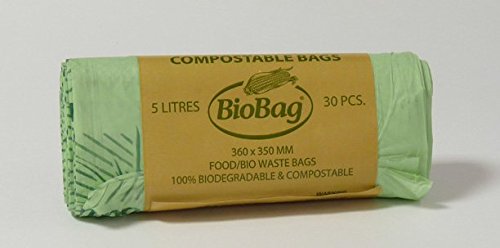 COMPOSTABLE BAGS
5 LITRES BioBag® 30 PCS.
360 x 350 MM
FOOD/BIO WASTE BAGS
100% BIODEGRADABLE & COMPOSTABLE